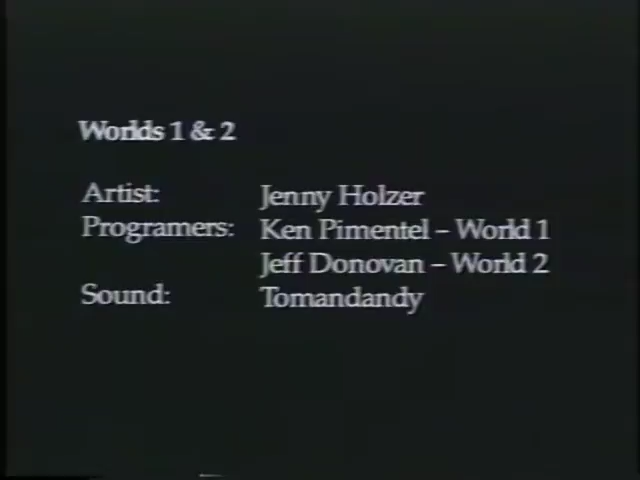 Worlds 1 & 2
Artist: Jenny Holzer
Programers: Ken Pimentel – World 1
Jeff Donovan – World 2
Sound: Tomandandy